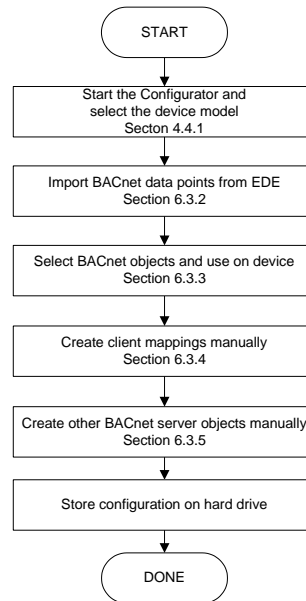 START
Start the Configurator and
select the device model
Secton 4.4.1
Import BACnet data points from EDE
Section 6.3.2
Select BACnet objects and use on device
Section 6.3.3
Create client mappings manually
Section 6.3.4
Create other BACnet server objects manually
Section 6.3.5
Store configuration on hard drive
DONE